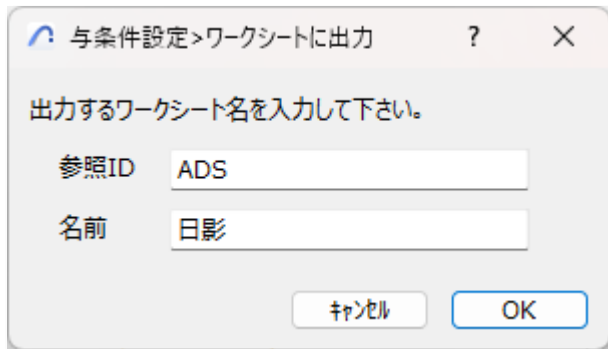 与条件設定>ワークシートに出力 ? ×
出力するワークシート名を入力して下さい。
参照ID ADS
名前 日影
ｷｬﾝｾﾙ OK